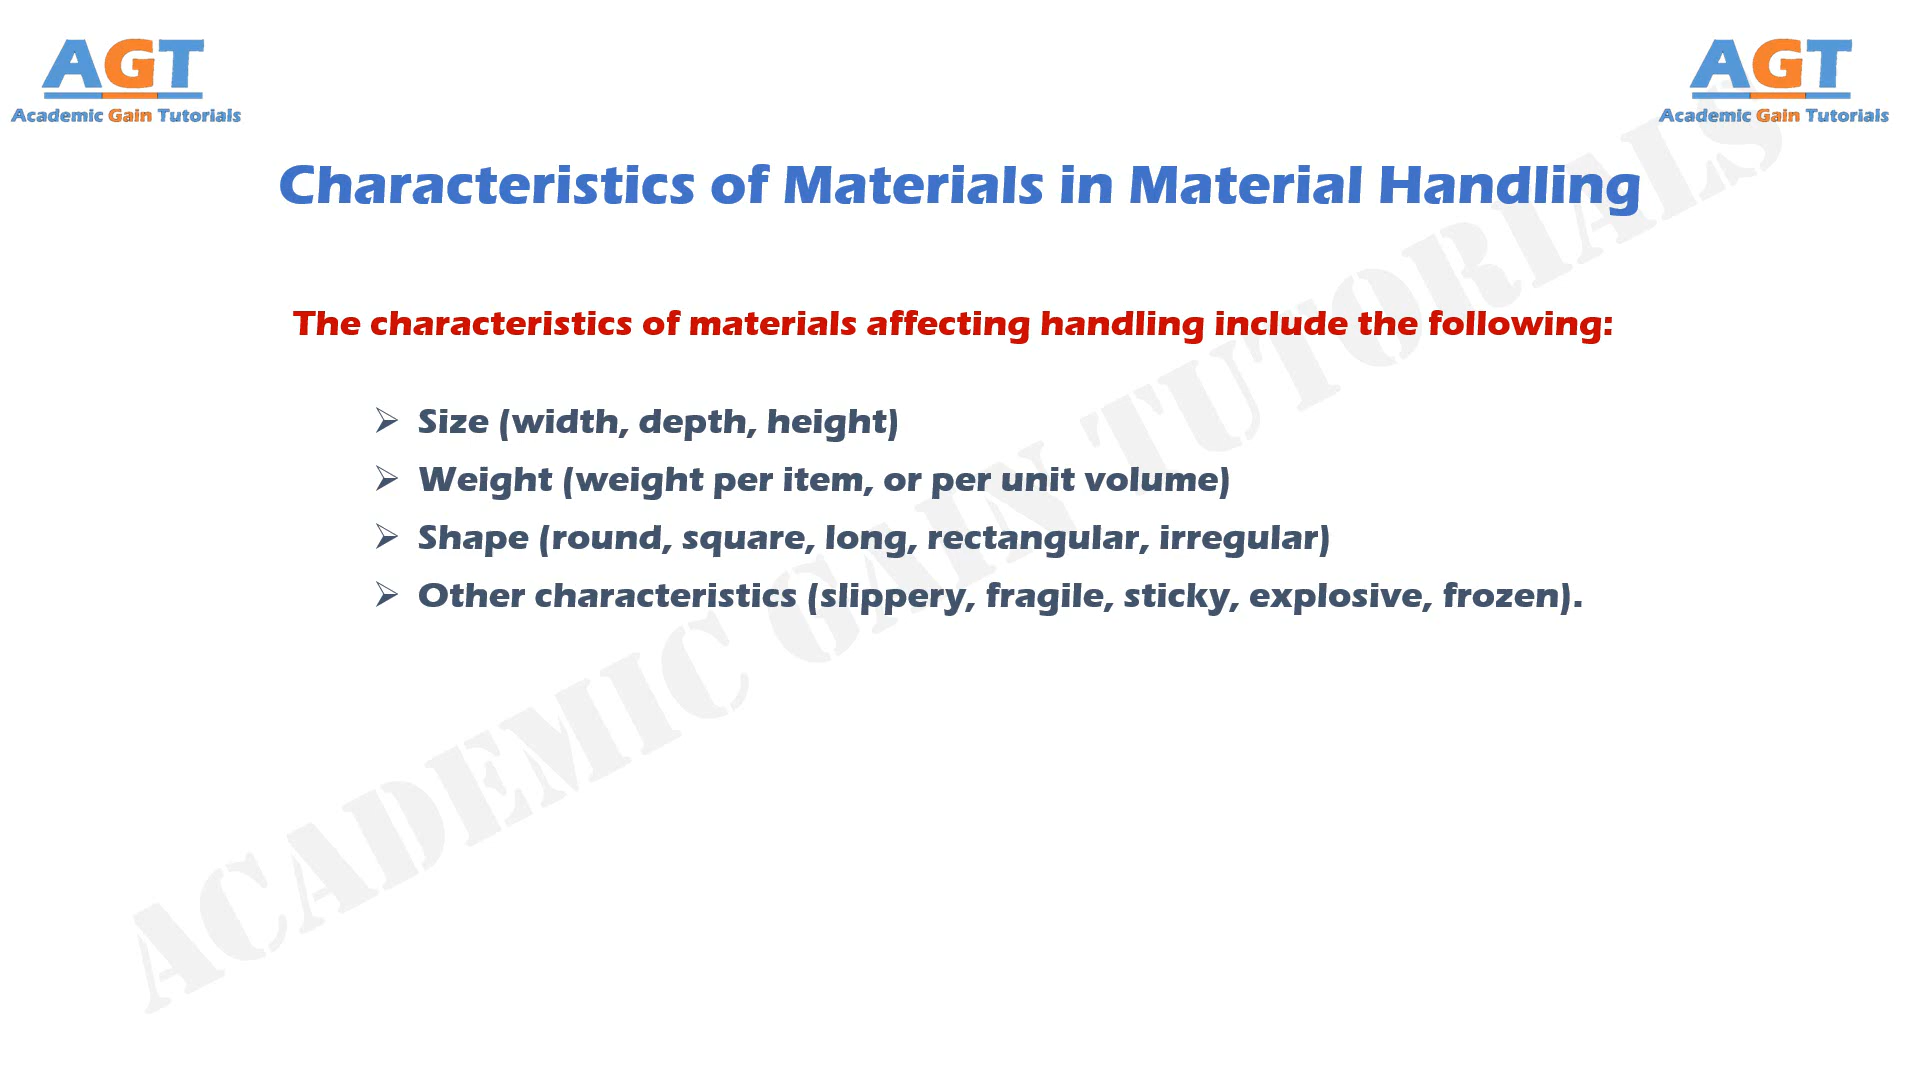 AGT
Academic Gain Tutorials
AGT
Academic Gain Tutorials
Characteristics of Materials in Material Handling
The characteristics of materials affecting handling include the following:
Size (width, depth, height)
Weight (weight per item, or per unit volume)
Shape (round, square, long, rectangular, irregular)
Other characteristics (slippery, fragile, sticky, explosive, frozen).
ACADEMIC GAIN TUTORIALS